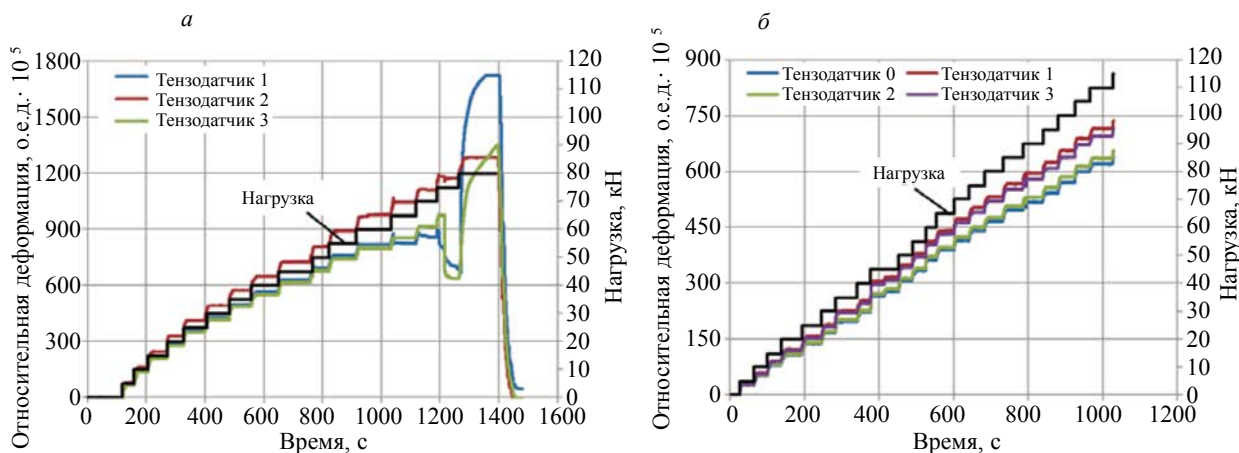 а
Относительная деформация, о.е.д.· 10 5
1800
1500
1200
900
600
300
0
Тензодатчик 1
Тензодатчик 2
Тензодатчик 3
Нагрузка
120
110
100
90
80
70
60
50
40
30
20
10
0
Нагрузка, кН
0 200 400 600 800 1000 1200 1400 1600
Время, с
б
Относительная деформация, о.е.д.· 10 5
900
750
600
450
300
150
0
Тензодатчик 0 Тензодатчик 1
Тензодатчик 2 Тензодатчик 3
Нагрузка
120
110
100
90
80
70
60
50
40
30
20
10
0
Нагрузка, кН
0 200 400 600 800 1000 1200
Время, с